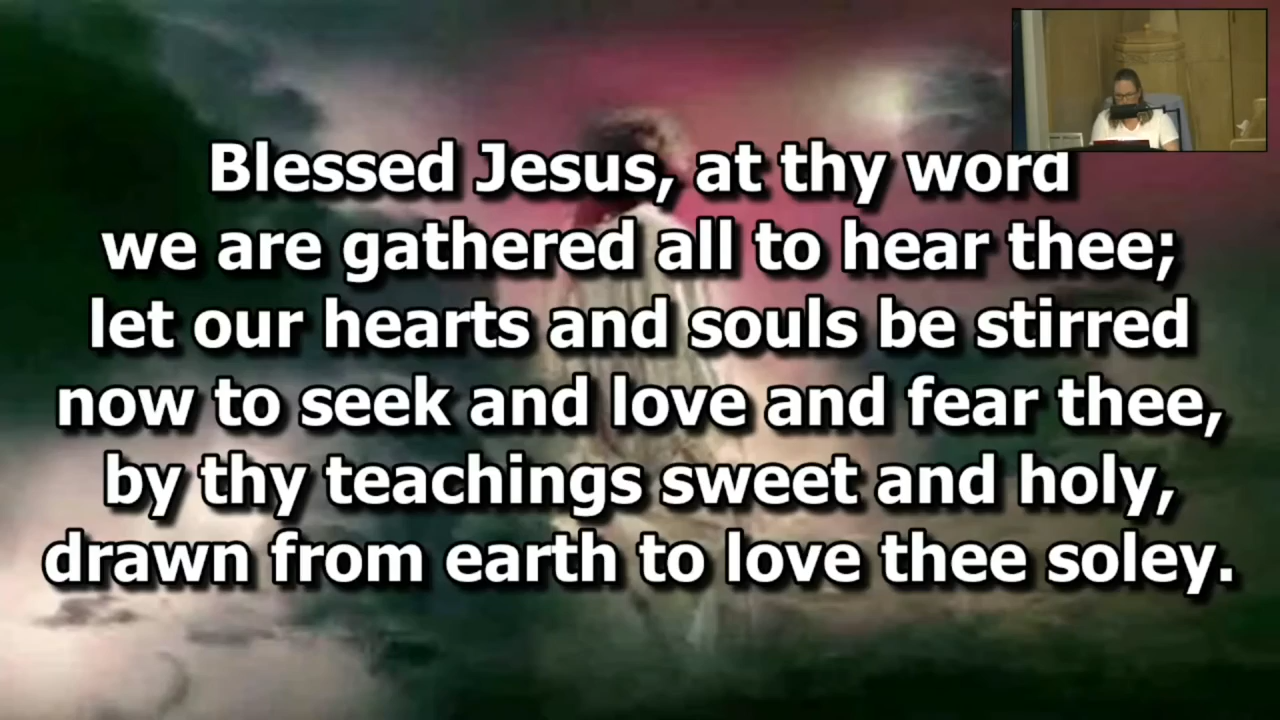 Blessed Jesus, at thy word
we are gathered all to hear thee;
let our hearts and souls be stirred
now to seek and love and fear thee,
by thy teachings sweet and holy,
drawn from earth to love thee soley.